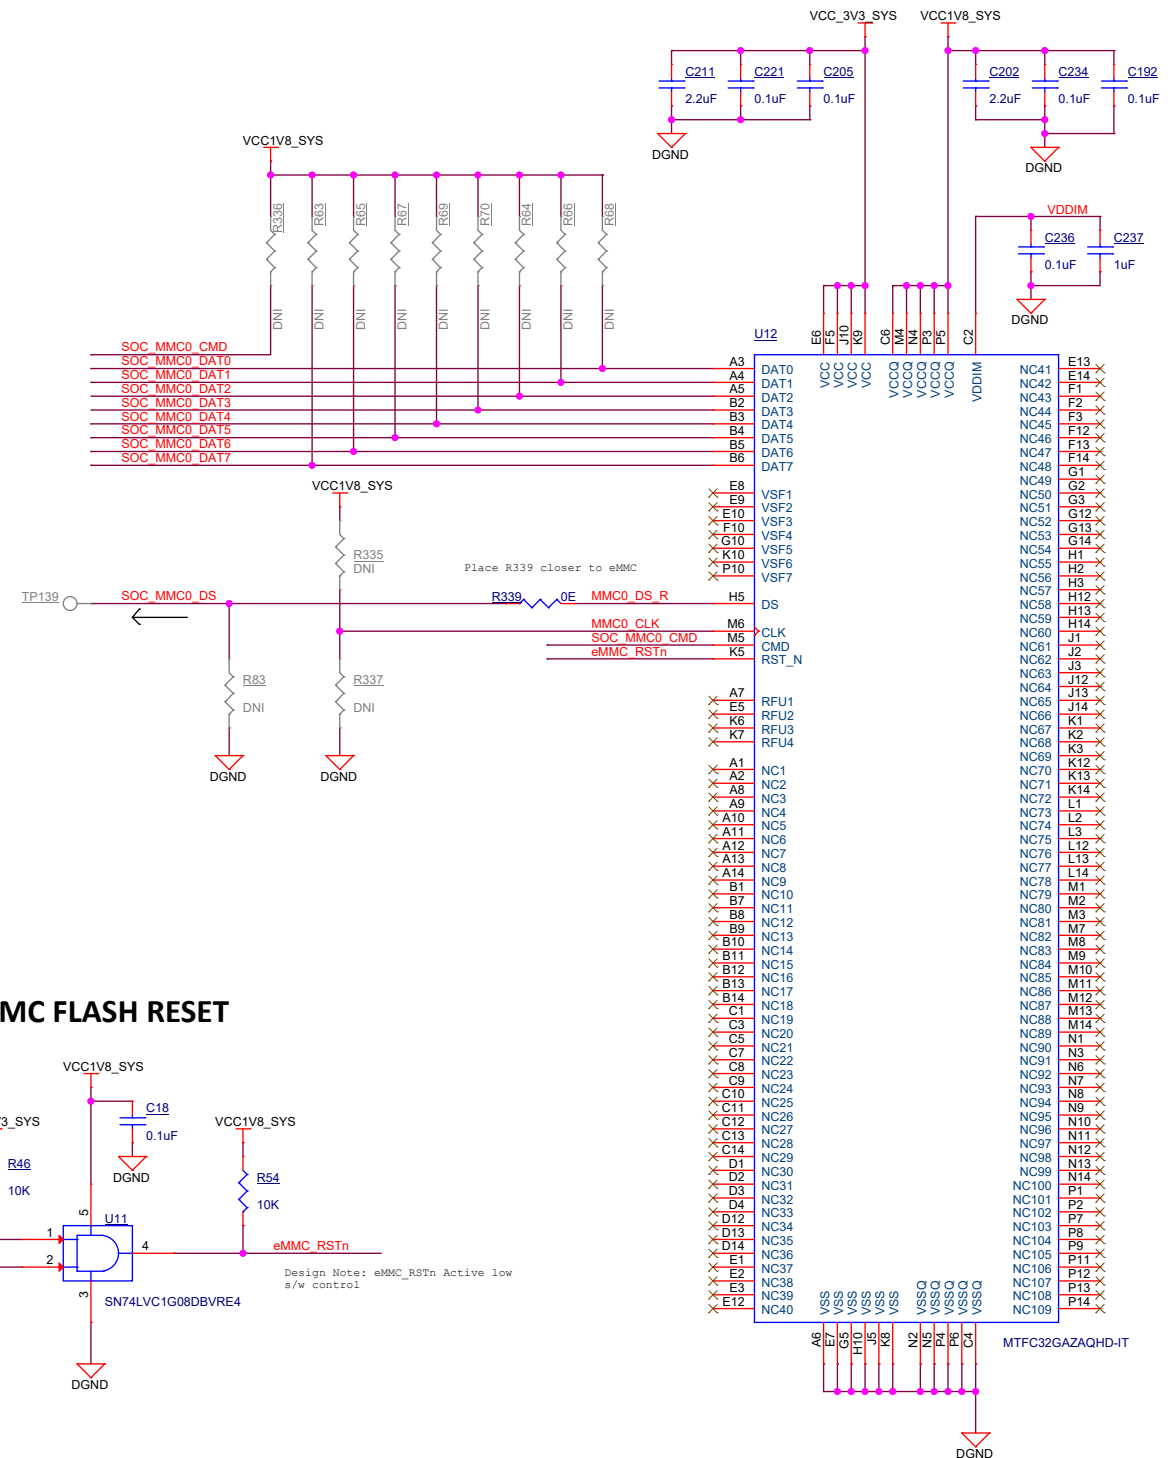 VCC_3V3_SYS
VCC1V8_SYS
C211
2.2uF
C221
0.1uF
C205
0.1uF
C202
2.2uF
C234
0.1uF
C192
0.1uF
DGND
DGND
VCC1V8_SYS
R336
R63
R65
R67
R69
R70
R64
R66
R68
DNI
DNI
DNI
DNI
DNI
DNI
DNI
DNI
DNI
VDDIM
C236
0.1uF
C237
1uF
DGND
SOC_MMC0_CMD
SOC_MMC0_DAT0
SOC_MMC0_DAT1
SOC_MMC0_DAT2
SOC_MMC0_DAT3
SOC_MMC0_DAT4
SOC_MMC0_DAT5
SOC_MMC0_DAT6
SOC_MMC0_DAT7
U12
E6 VCC
F5 VCC
J10 VCC
K9 VCC
C6 VCCQ
M4 VCCQ
N4 VCCQ
P3 VCCQ
P5 VCCQ
C2 VDDIM
A3 DAT0
A4 DAT1
A5 DAT2
B2 DAT3
B3 DAT4
B4 DAT5
B5 DAT6
B6 DAT7
E8 VSF1
E9 VSF2
E10 VSF3
F10 VSF4
G10 VSF5
K10 VSF6
P10 VSF7
VCC1V8_SYS
R335
DNI
Place R339 closer to eMMC
TP139
SOC_MMC0_DS
R339
0E
MMC0_DS_R
H5 DS
MMC0_CLK
M6 CLK
SOC_MMC0_CMD
M5 CMD
eMMC_RSTn
K5 RST_N
R83
DNI
R337
DNI
DGND
DGND
A7 RFU1
E5 RFU2
K6 RFU3
K7 RFU4
A1 NC1
A2 NC2
A8 NC3
A9 NC4
A10 NC5
A11 NC6
A12 NC7
A13 NC8
A14 NC9
B1 NC10
B7 NC11
B8 NC12
B9 NC13
B10 NC14
B11 NC15
B12 NC16
B13 NC17
B14 NC18
C1 NC19
C3 NC20
C5 NC21
C7 NC22
C8 NC23
C9 NC24
C10 NC25
C11 NC26
C12 NC27
C13 NC28
C14 NC29
D1 NC30
D2 NC31
D3 NC32
D4 NC33
D12 NC34
D13 NC35
D14 NC36
E1 NC37
E2 NC38
E3 NC39
E12 NC40
NC41 E13
NC42 E14
NC43 F1
NC44 F2
NC45 F3
NC46 F12
NC47 F13
NC48 F14
NC49 G1
NC50 G2
NC51 G3
NC52 G12
NC53 G13
NC54 G14
NC55 H1
NC56 H2
NC57 H3
NC58 H12
NC59 H13
NC60 H14
NC61 J1
NC62 J2
NC63 J3
NC64 J12
NC65 J13
NC66 J14
NC67 K1
NC68 K2
NC69 K3
NC70 K12
NC71 K13
NC72 K14
NC73 L1
NC74 L2
NC75 L3
NC76 L12
NC77 L13
NC78 L14
NC79 M1
NC80 M2
NC81 M3
NC82 M7
NC83 M8
NC84 M9
NC85 M10
NC86 M11
NC87 M12
NC88 M13
NC89 M14
NC90 N1
NC91 N3
NC92 N6
NC93 N7
NC94 N8
NC95 N9
NC96 N10
NC97 N11
NC98 N12
NC99 N13
NC100 N14
NC101 P1
NC102 P2
NC103 P7
NC104 P8
NC105 P9
NC106 P11
NC107 P12
NC108 P13
NC109 P14
VSS A6
VSS E7
VSS G5
VSS H10
VSS J5
VSS K8
VSSQ N2
VSSQ N5
VSSQ P4
VSSQ P6
VSSQ C4
MTFC32GAZAQHD-IT
DGND
MC FLASH RESET
VCC1V8_SYS
C18
0.1uF
DGND
3_SYS
R46
10K
VCC1V8_SYS
R54
10K
U11
5
1
2
4
3
eMMC_RSTn
SN74LVC1G08DBVRE4
Design Note: eMMC_RSTn Active low
s/w control
DGND